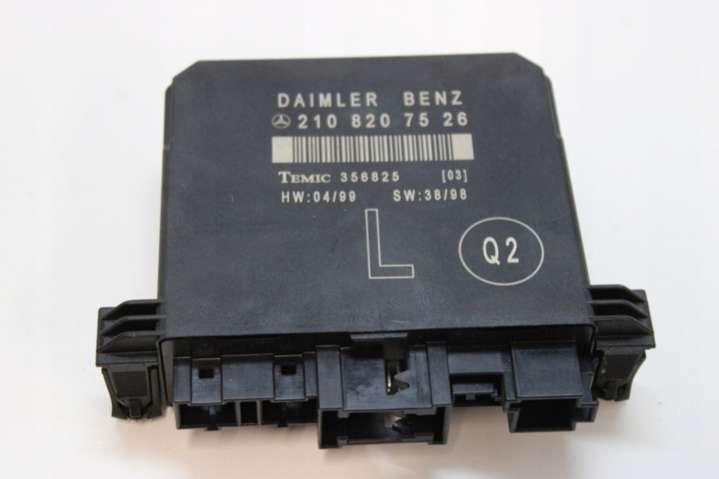 DAIMLER BENZ
210 820 75 26
TEMIC 356825 [03]
HW:04/99 SW:38/98
L
Q2